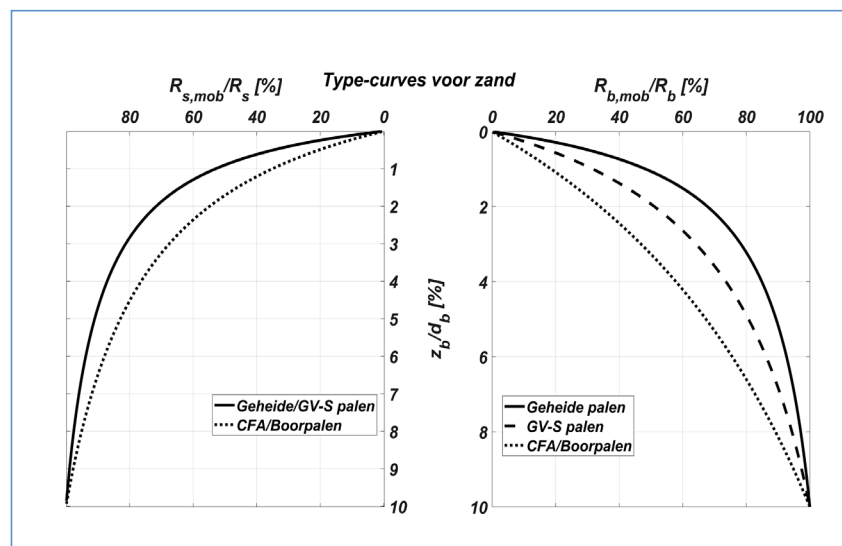 Type-curves voor zand
R_s,mob/R_s [%]
80 60 40 20 0
1
2
3
4
5
6
7
8
9
10
Geheide/GV-S palen
CFA/Boorpalen
z_b/d_b [%]
R_b,mob/R_b [%]
0 20 40 60 80 100
0
2
4
6
8
10
Geheide palen
GV-S palen
CFA/Boorpalen